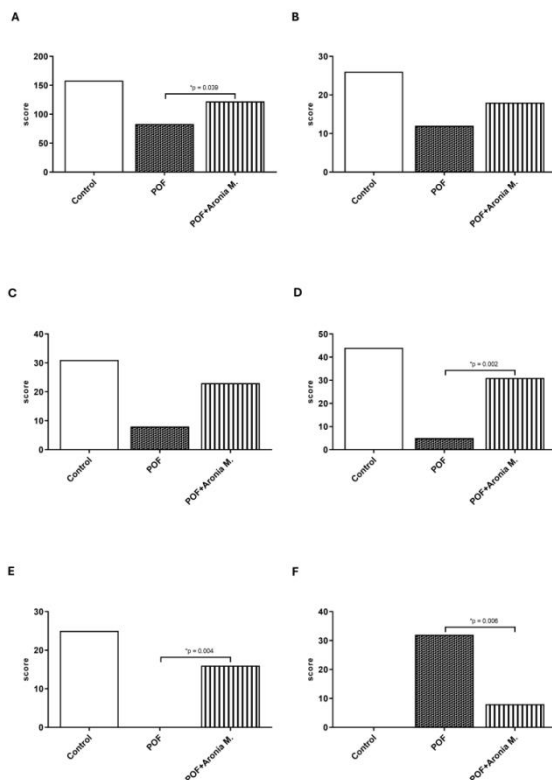 A
200
150
100
50
0
score
*p = 0.039
Control
POF
POF+Aronia M.
B
30
20
10
0
score
Control
POF
POF+Aronia M.
C
40
30
20
10
0
score
Control
POF
POF+Aronia M.
D
50
40
30
20
10
0
score
*p = 0.002
Control
POF
POF+Aronia M.
E
30
20
10
0
score
*p = 0.004
Control
POF
POF+Aronia M.
F
40
30
20
10
0
score
*p = 0.006
Control
POF
POF+Aronia M.